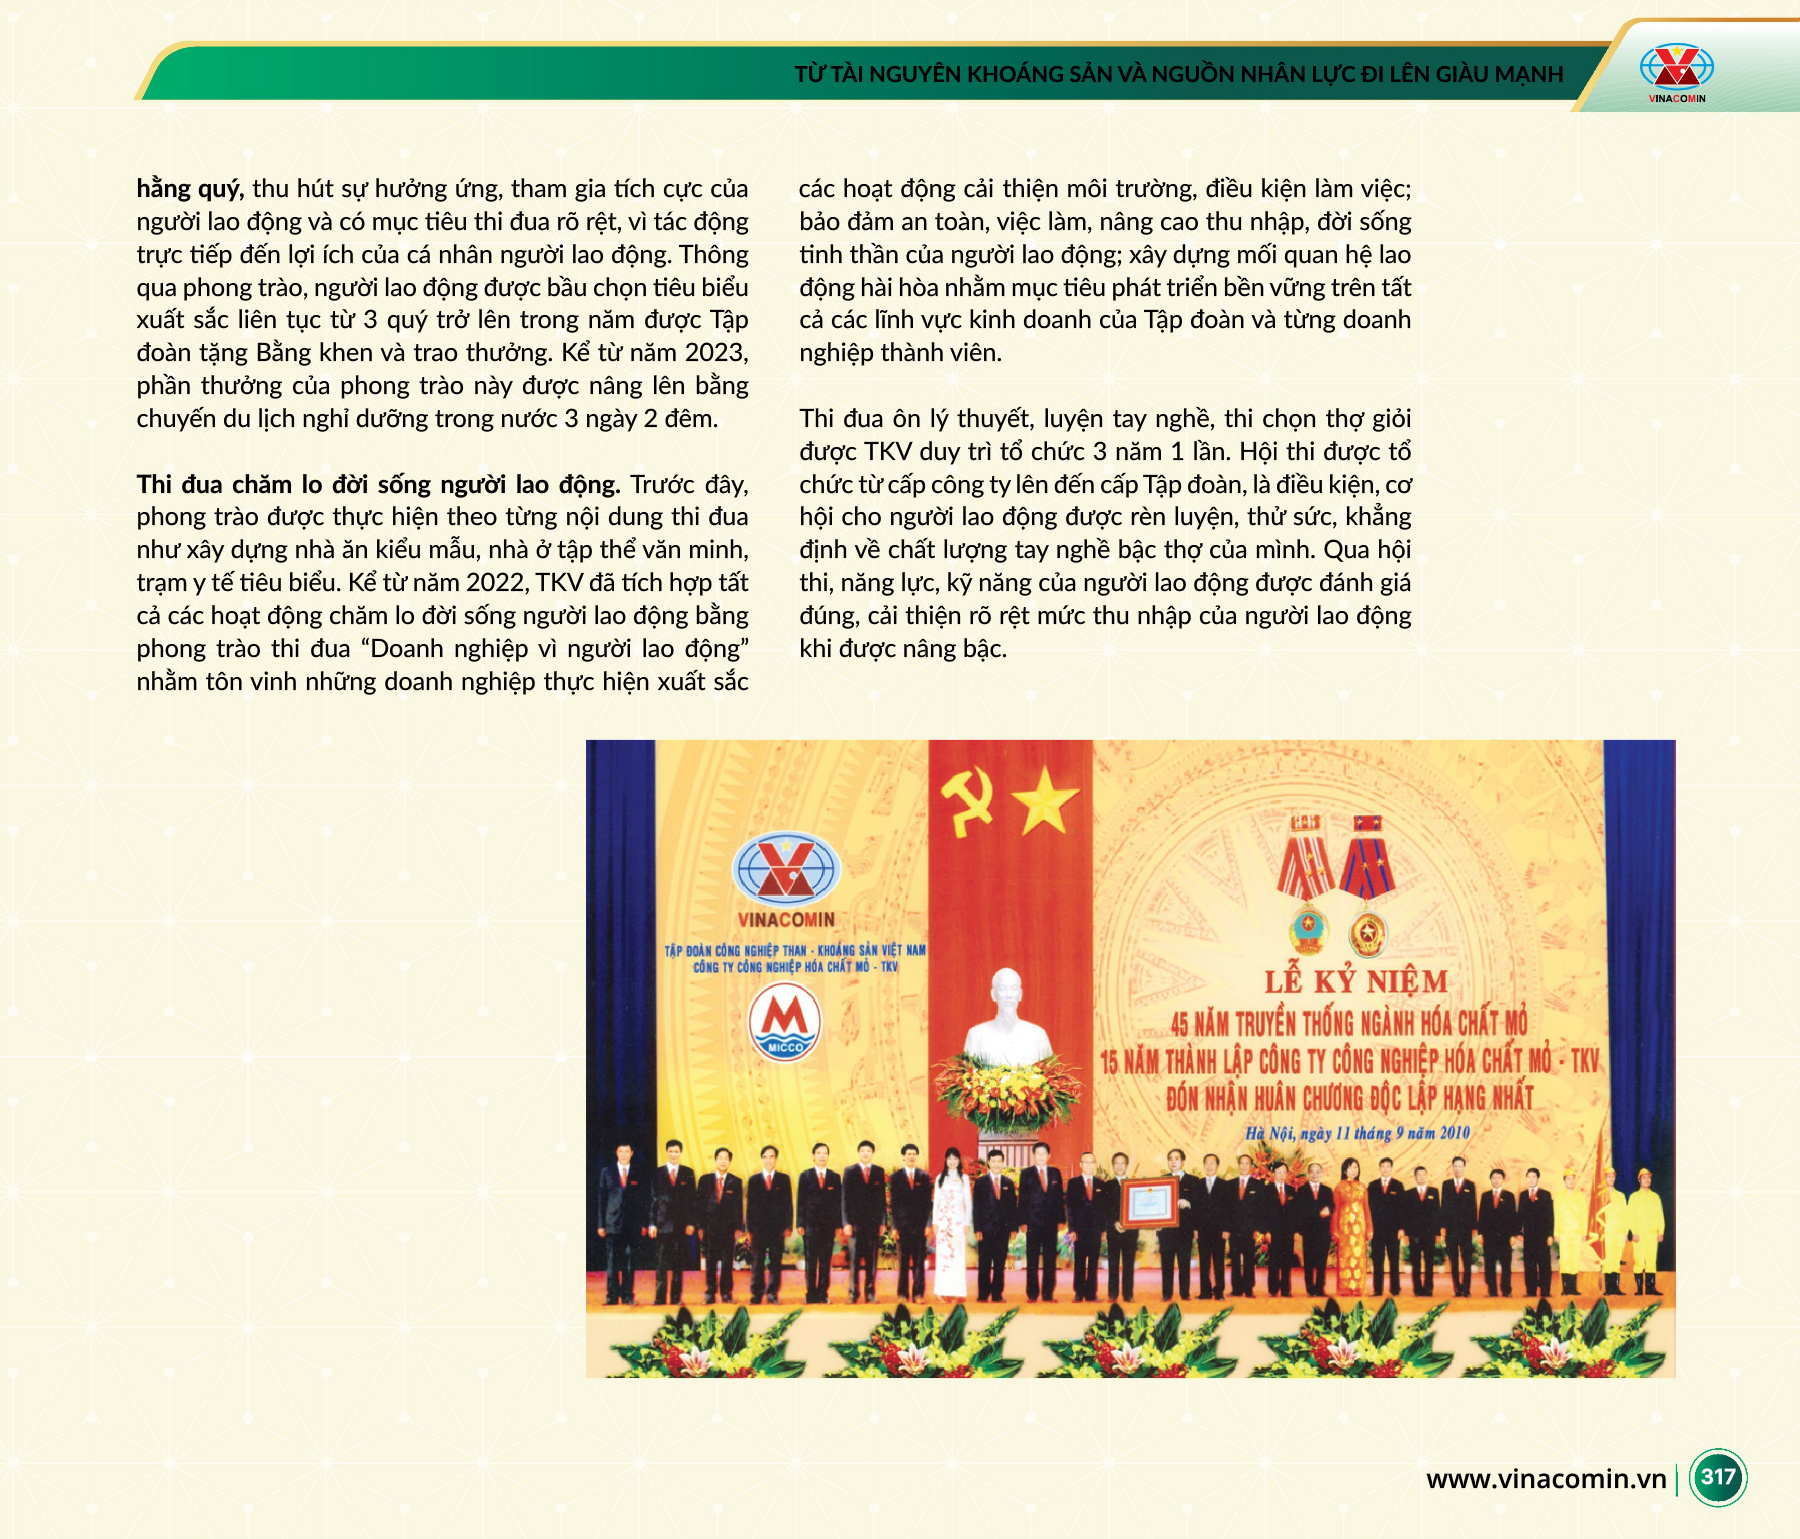 TỪ TÀI NGUYÊN KHOÁNG SẢN VÀ NGUỒN NHÂN LỰC ĐI LÊN GIÀU MẠNH
VINACOMIN
hằng quý, thu hút sự hưởng ứng, tham gia tích cực của
người lao động và có mục tiêu thi đua rõ rệt, vì tác động
trực tiếp đến lợi ích của cá nhân người lao động. Thông
qua phong trào, người lao động được bầu chọn tiêu biểu
xuất sắc liên tục từ 3 quý trở lên trong năm được Tập
đoàn tặng Bằng khen và trao thưởng. Kể từ năm 2023,
phần thưởng của phong trào này được nâng lên bằng
chuyến du lịch nghỉ dưỡng trong nước 3 ngày 2 đêm.
Thi đua chăm lo đời sống người lao động. Trước đây,
phong trào được thực hiện theo từng nội dung thi đua
như xây dựng nhà ăn kiểu mẫu, nhà ở tập thể văn minh,
trạm y tế tiêu biểu. Kể từ năm 2022, TKV đã tích hợp tất
cả các hoạt động chăm lo đời sống người lao động bằng
phong trào thi đua “Doanh nghiệp vì người lao động”
nhằm tôn vinh những doanh nghiệp thực hiện xuất sắc
các hoạt động cải thiện môi trường, điều kiện làm việc;
bảo đảm an toàn, việc làm, nâng cao thu nhập, đời sống
tinh thần của người lao động; xây dựng mối quan hệ lao
động hài hòa nhằm mục tiêu phát triển bền vững trên tất
cả các lĩnh vực kinh doanh của Tập đoàn và từng doanh
nghiệp thành viên.
Thi đua ôn lý thuyết, luyện tay nghề, thi chọn thợ giỏi
được TKV duy trì tổ chức 3 năm 1 lần. Hội thi được tổ
chức từ cấp công ty lên đến cấp Tập đoàn, là điều kiện, cơ
hội cho người lao động được rèn luyện, thử sức, khẳng
định về chất lượng tay nghề bậc thợ của mình. Qua hội
thi, năng lực, kỹ năng của người lao động được đánh giá
đúng, cải thiện rõ rệt mức thu nhập của người lao động
khi được nâng bậc.
VINACOMIN
TẬP ĐOÀN CÔNG NGHIỆP THAN - KHOÁNG SẢN VIỆT NAM
CÔNG TY CÔNG NGHIỆP HÓA CHẤT MỎ - TKV
MICCO
LỄ KỶ NIỆM
45 NĂM TRUYỀN THỐNG NGÀNH HÓA CHẤT MỎ
15 NĂM THÀNH LẬP CÔNG TY CÔNG NGHIỆP HÓA CHẤT MỎ - TKV
ĐÓN NHẬN HUÂN CHƯƠNG ĐỘC LẬP HẠNG NHẤT
Hà Nội, ngày 11 tháng 9 năm 2010
www.vinacomin.vn
317